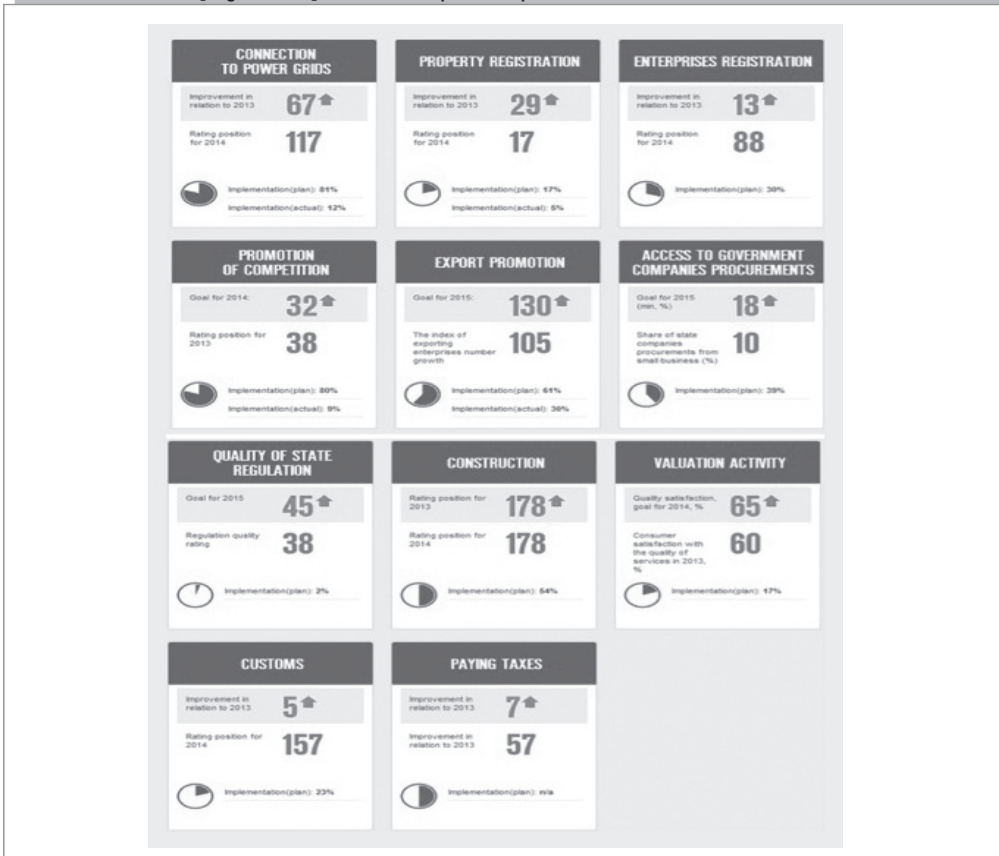 CONNECTION
TO POWER GRIDS
Improvement in
relation to 2013
67
Rating position
for 2014
117
Implementation(plan): 81%
Implementation(actual): 12%
PROPERTY REGISTRATION
Improvement in
relation to 2013
29
Rating position
for 2014
17
Implementation(plan): 17%
Implementation(actual): 5%
ENTERPRISES REGISTRATION
Improvement in
relation to 2013
13
Rating position
for 2014
88
Implementation(plan): 30%
PROMOTION
OF COMPETITION
Goal for 2014:
32
Rating position for
2013
38
Implementation(plan): 80%
Implementation(actual): 9%
EXPORT PROMOTION
Goal for 2015:
130
The index of
exporting
enterprises number
growth
105
Implementation(plan): 61%
Implementation(actual): 30%
ACCESS TO GOVERNMENT
COMPANIES PROCUREMENTS
Goal for 2015
(min, %)
18
Share of state
companies
procurements from
small business (%)
10
Implementation(plan): 39%
QUALITY OF STATE
REGULATION
Goal for 2015
45
Regulation quality
rating
38
Implementation(plan): 2%
CONSTRUCTION
Rating position for
2013
178
Rating position for
2014
178
Implementation(plan): 54%
VALUATION ACTIVITY
Quality satisfaction,
goal for 2014, %
65
Consumer
satisfaction with
the quality of
services in 2013,
%
60
Implementation(plan): 17%
CUSTOMS
Improvement in
relation to 2013
5
Rating position for
2014
157
Implementation(plan): 23%
PAYING TAXES
Improvement in
relation to 2013
7
Improvement in
relation to 2013
57
Implementation(plan): n/a